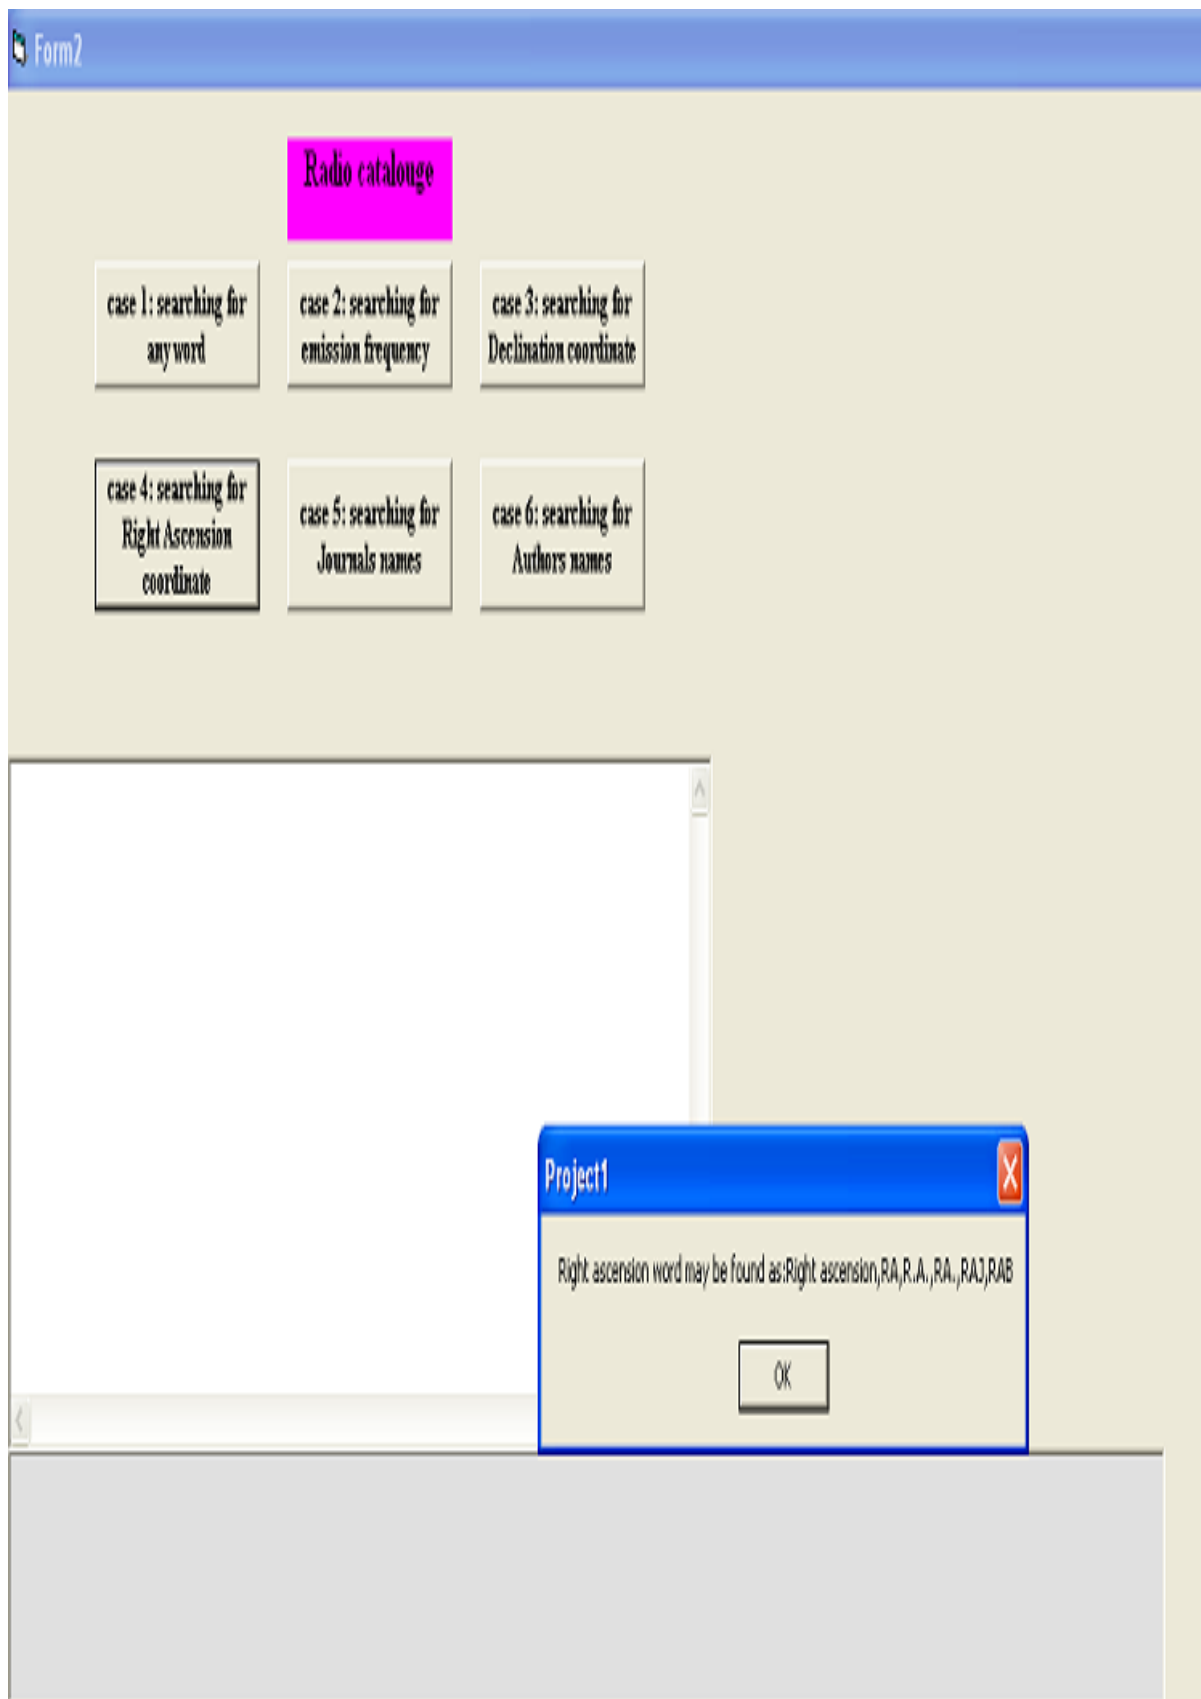 Form2
Radio catalouge
case 1: searching for
any word
case 2: searching for
emission frequency
case 3: searching for
Declination coordinate
case 4: searching for
Right Ascension
coordinate
case 5: searching for
Journals names
case 6: searching for
Authors names
Project1
Right ascension word may be found as:Right ascension,RA,R.A.,RA.,RAJ,RAB
OK